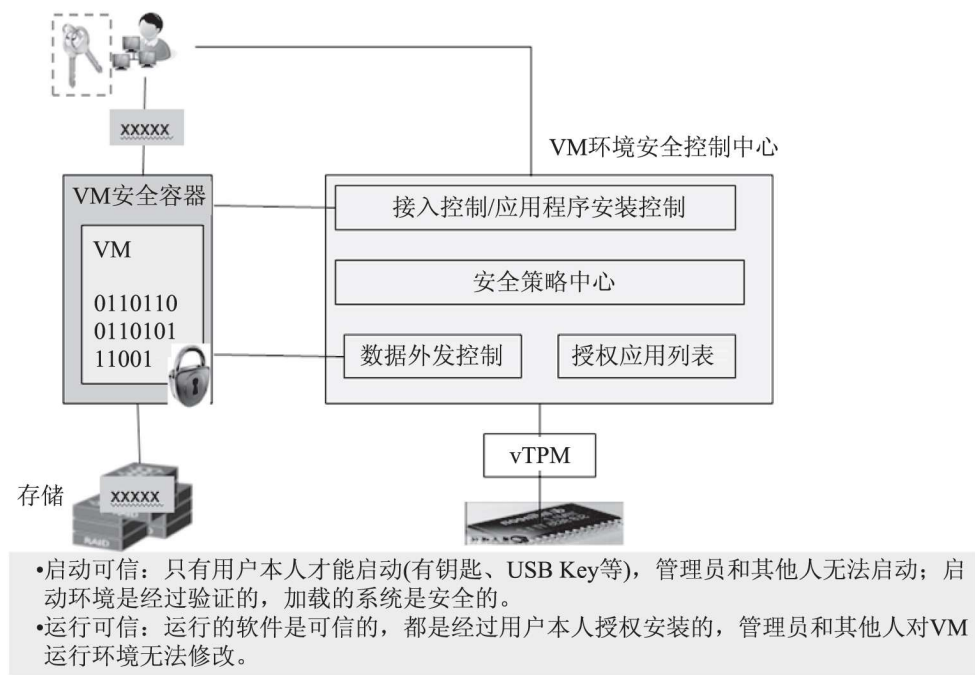 XXXXX
VM环境安全控制中心
VM安全容器
接入控制/应用程序安装控制
VM
安全策略中心
0110110
0110101
11001
数据外发控制
授权应用列表
vTPM
存储
XXXXX
RAID
•启动可信：只有用户本人才能启动(有钥匙、USB Key等)，管理员和其他人无法启动；启
动环境是经过验证的，加载的系统是安全的。
•运行可信：运行的软件是可信的，都是经过用户本人授权安装的，管理员和其他人对VM
运行环境无法修改。